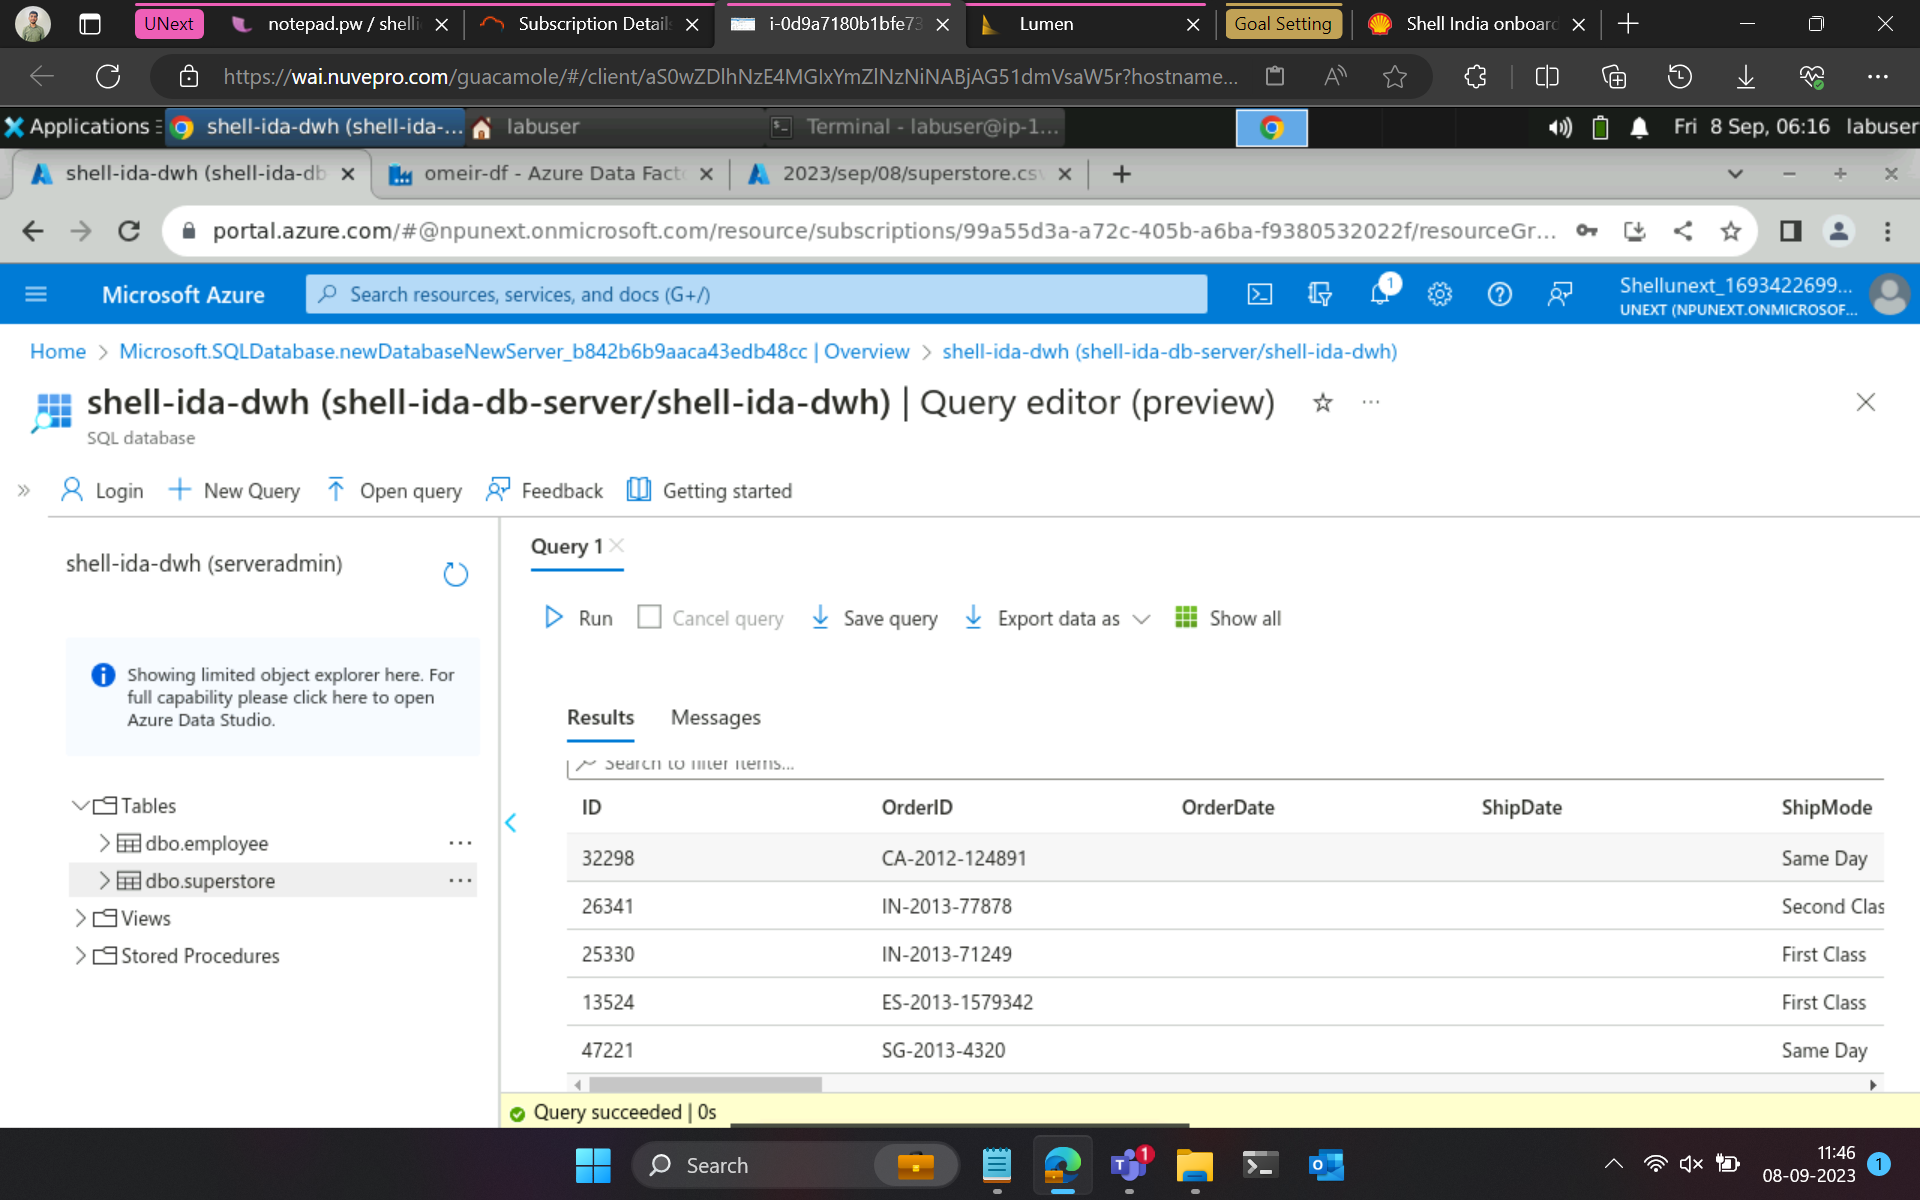 UNext
notepad.pw / shelli
Subscription Details
i-0d9a7180b1bfe73
Lumen
Goal Setting
Shell India onboard
https://wai.nuvepro.com/guacamole/#/client/aS0wZDlhNzE4MGIxYmZlNzNiNABjAG51dmVsaW5r?hostname...
Applications
shell-ida-dwh (shell-ida-...
labuser
Terminal - labuser@ip-1...
Fri 8 Sep, 06:16
labuser
shell-ida-dwh (shell-ida-db
omeir-df - Azure Data Facto
2023/sep/08/superstore.csv
portal.azure.com/#@npunext.onmicrosoft.com/resource/subscriptions/99a55d3a-a72c-405b-a6ba-f9380532022f/resourceGr...
Microsoft Azure
Search resources, services, and docs (G+/)
1
Shellunext_1693422699...
UNEXT (NPUNEXT.ONMICROSOF...
Home > Microsoft.SQLDatabase.newDatabaseNewServer_b842b6b9aaca43edb48cc | Overview > shell-ida-dwh (shell-ida-db-server/shell-ida-dwh)
shell-ida-dwh (shell-ida-db-server/shell-ida-dwh) | Query editor (preview)
SQL database
Login
New Query
Open query
Feedback
Getting started
shell-ida-dwh (serveradmin)
Showing limited object explorer here. For
full capability please click here to open
Azure Data Studio.
Tables
dbo.employee
dbo.superstore
Views
Stored Procedures
Query 1
Run
Cancel query
Save query
Export data as
Show all
Results
Messages
Search to filter items...
ID OrderID OrderDate ShipDate ShipMode
32298 CA-2012-124891 Same Day
26341 IN-2013-77878 Second Clas
25330 IN-2013-71249 First Class
13524 ES-2013-1579342 First Class
47221 SG-2013-4320 Same Day
Query succeeded | 0s
Search
1
11:46
08-09-2023
1